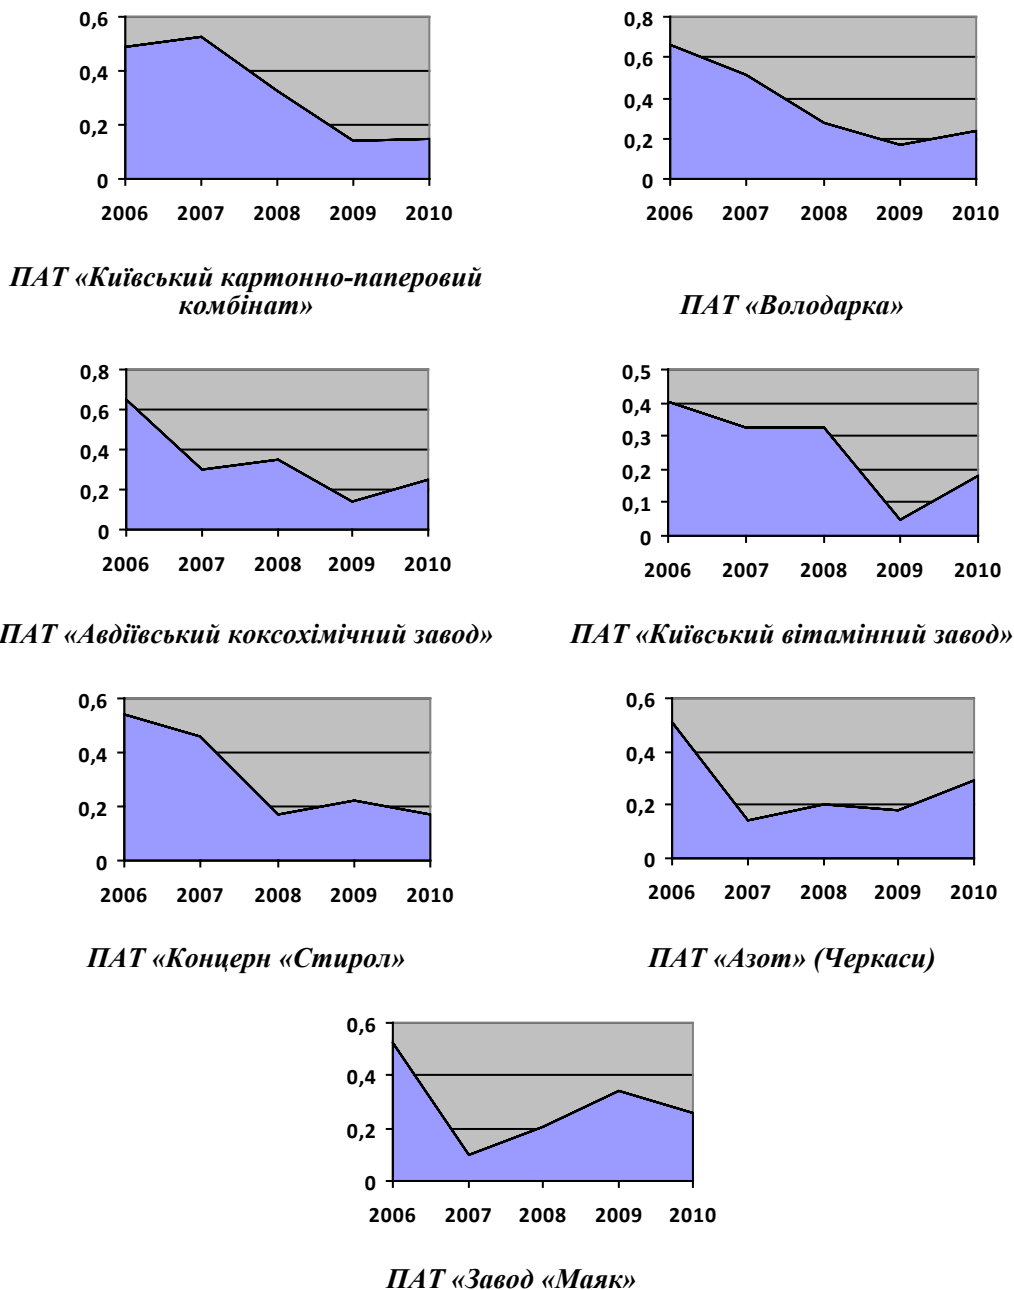 0,6
0,4
0,2
0
2006 2007 2008 2009 2010
ПАТ «Київський картонно-паперовий
комбінат»
0,8
0,6
0,4
0,2
0
2006 2007 2008 2009 2010
ПАТ «Володарка»
0,8
0,6
0,4
0,2
0
2006 2007 2008 2009 2010
ПАТ «Авдіївський коксохімічний завод»
0,5
0,4
0,3
0,2
0,1
0
2006 2007 2008 2009 2010
ПАТ «Київський вітамінний завод»
0,6
0,4
0,2
0
2006 2007 2008 2009 2010
ПАТ «Концерн «Стирол»
0,6
0,4
0,2
0
2006 2007 2008 2009 2010
ПАТ «Азот» (Черкаси)
0,6
0,4
0,2
0
2006 2007 2008 2009 2010
ПАТ «Завод «Маяк»